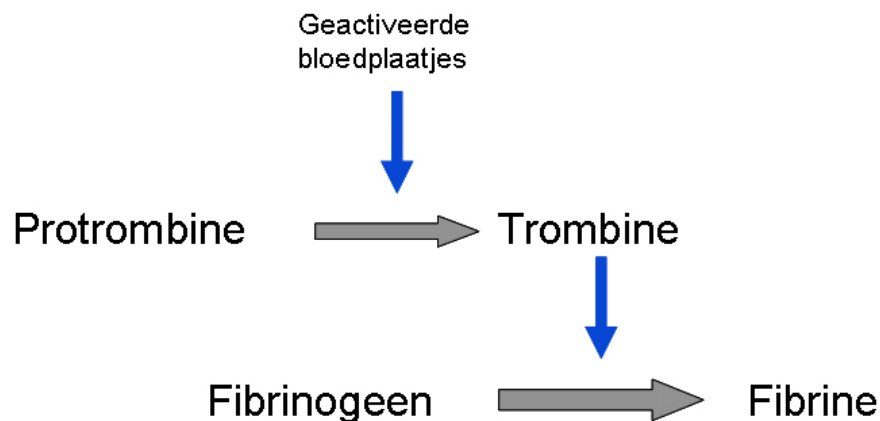 Geactiveerde
bloedplaatjes
Protrombine
Trombine
Fibrinogeen
Fibrine